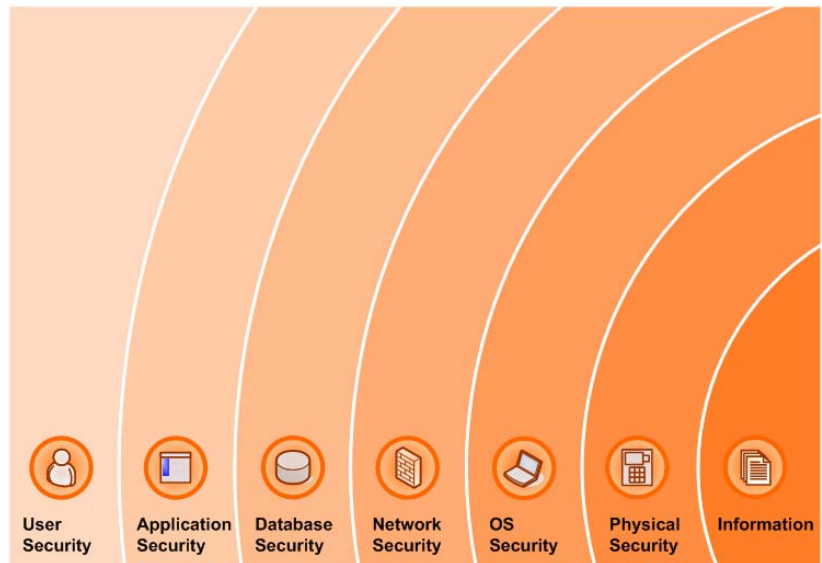 User
Security
Application
Security
Database
Security
Network
Security
OS
Security
Physical
Security
Information